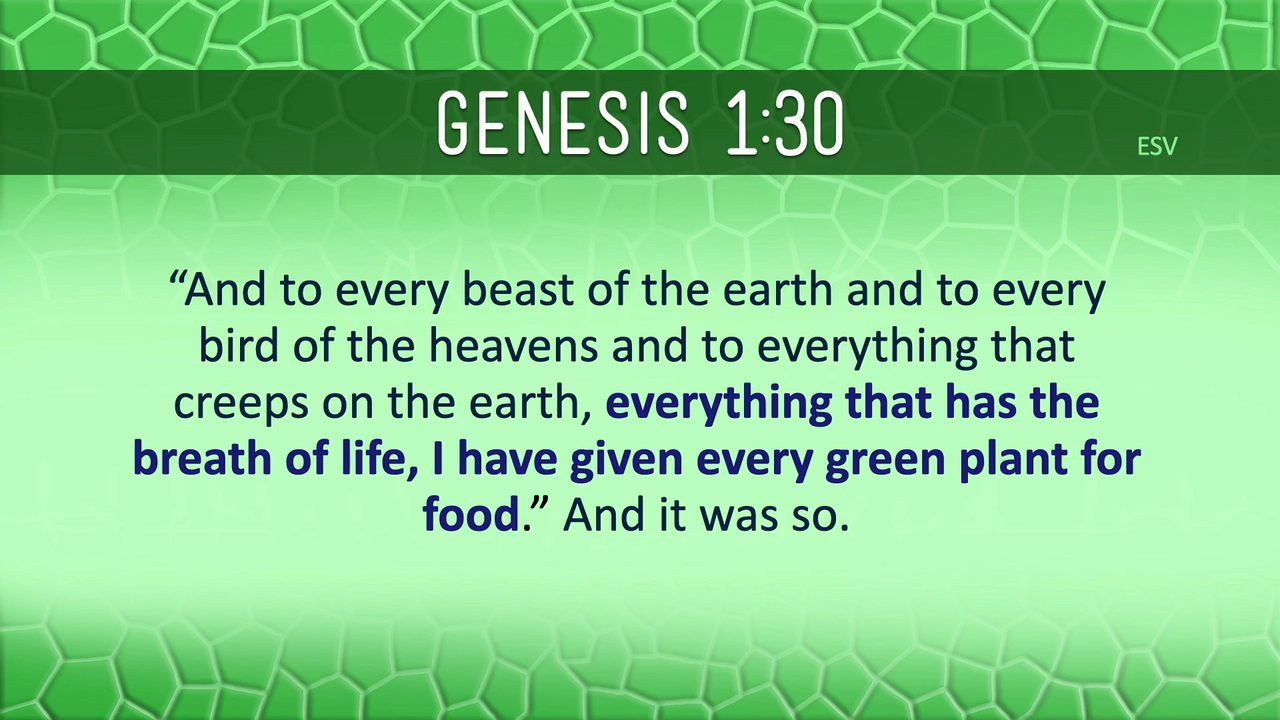 GENESIS 1:30
ESV
“And to every beast of the earth and to every
bird of the heavens and to everything that
creeps on the earth, everything that has the
breath of life, I have given every green plant for
food.” And it was so.